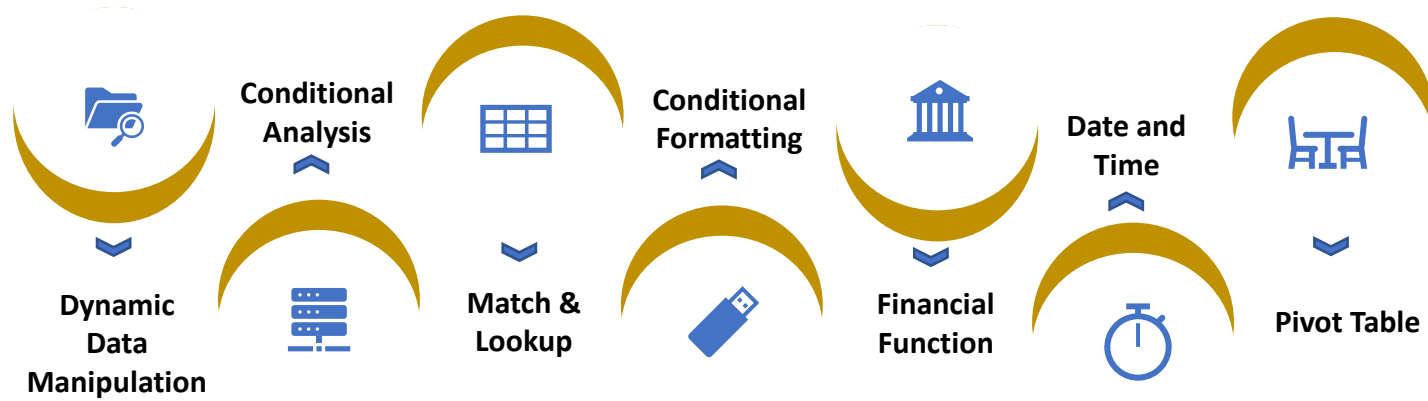 Dynamic
Data
Manipulation
Conditional
Analysis
Match &
Lookup
Conditional
Formatting
Financial
Function
Date and
Time
Pivot Table